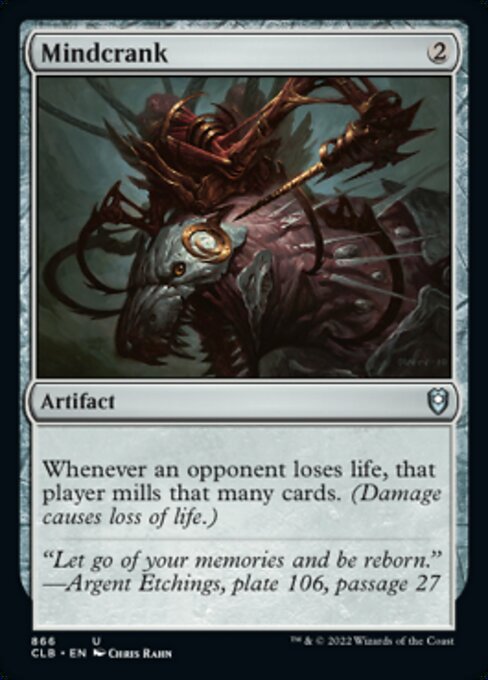 Mindcrank 2
Artifact
Whenever an opponent loses life, that
player mills that many cards. (Damage
causes loss of life.)
“Let go of your memories and be reborn.”
—Argent Etchings, plate 106, passage 27
866 U
CLB • EN Chris Rahn
™ & © 2022 Wizards of the Coast